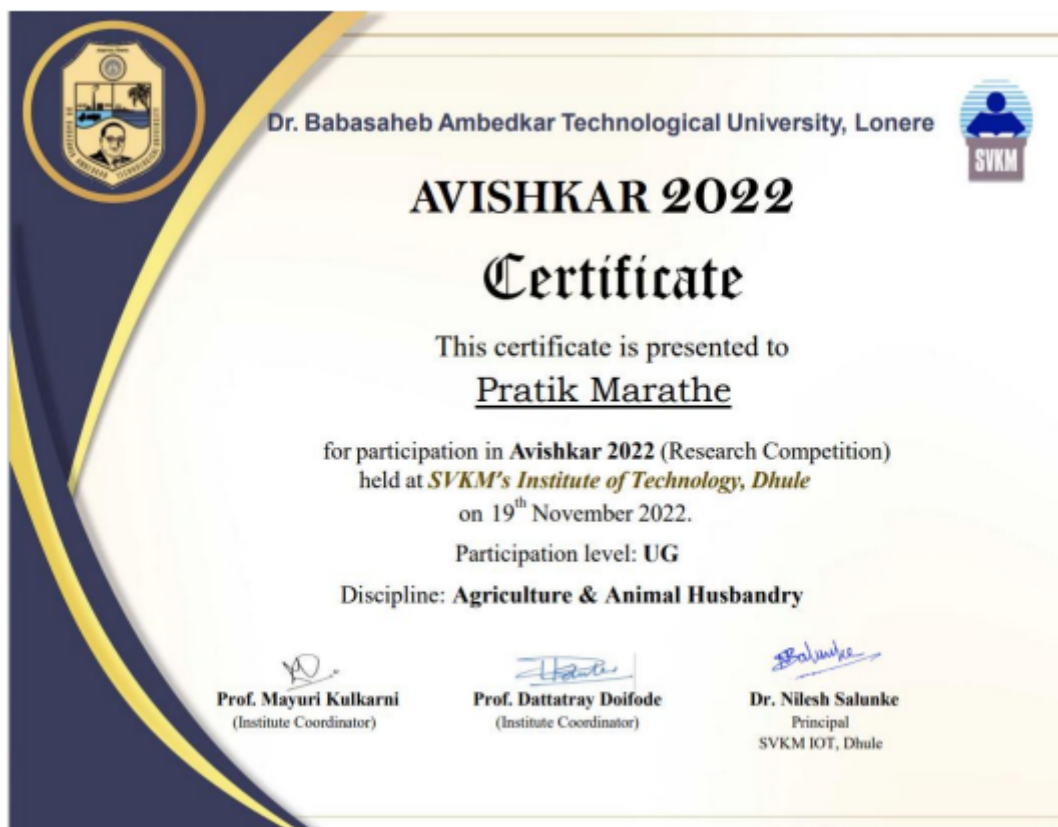 Dr. Babasaheb Ambedkar Technological University, Lonere
SVKM
AVISHKAR 2022
Certificate
This certificate is presented to
Pratik Marathe
for participation in Avishkar 2022 (Research Competition)
held at SVKM's Institute of Technology, Dhule
on 19th November 2022.
Participation level: UG
Discipline: Agriculture & Animal Husbandry
Prof. Mayuri Kulkarni
(Institute Coordinator)
Prof. Dattatray Doifode
(Institute Coordinator)
Dr. Nilesh Salunke
Principal
SVKM IOT, Dhule